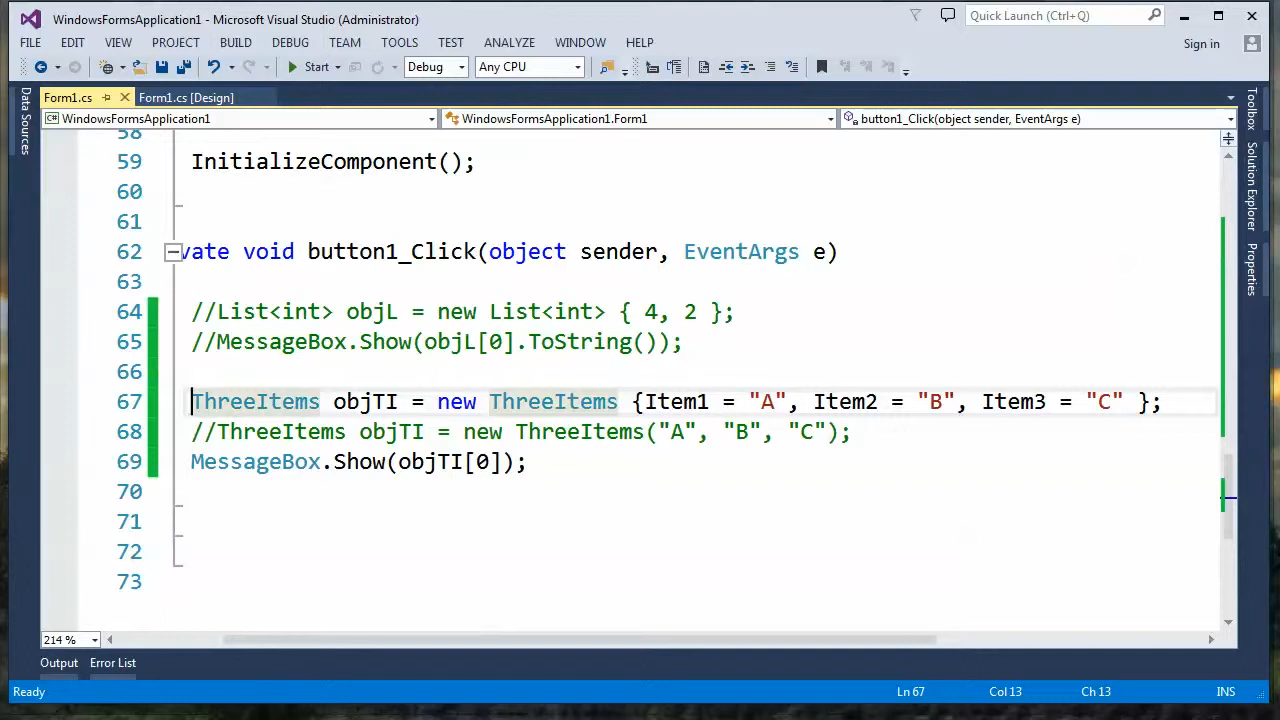 WindowsFormsApplication1 - Microsoft Visual Studio (Administrator)
Quick Launch (Ctrl+Q)
FILE EDIT VIEW PROJECT BUILD DEBUG TEAM TOOLS TEST ANALYZE WINDOW HELP
Sign in
Start Debug Any CPU
Data Sources
Form1.cs
Form1.cs [Design]
C# WindowsFormsApplication1
WindowsFormsApplication1.Form1
button1_Click(object sender, EventArgs e)
58
59 InitializeComponent();
60
61
62 vate void button1_Click(object sender, EventArgs e)
63
64 //List<int> objL = new List<int> { 4, 2 };
65 //MessageBox.Show(objL[0].ToString());
66
67 ThreeItems objTI = new ThreeItems {Item1 = "A", Item2 = "B", Item3 = "C" };
68 //ThreeItems objTI = new ThreeItems("A", "B", "C");
69 MessageBox.Show(objTI[0]);
70
71
72
73
Toolbox
Solution Explorer
Properties
214 %
Output Error List
Ready Ln 67 Col 13 Ch 13 INS